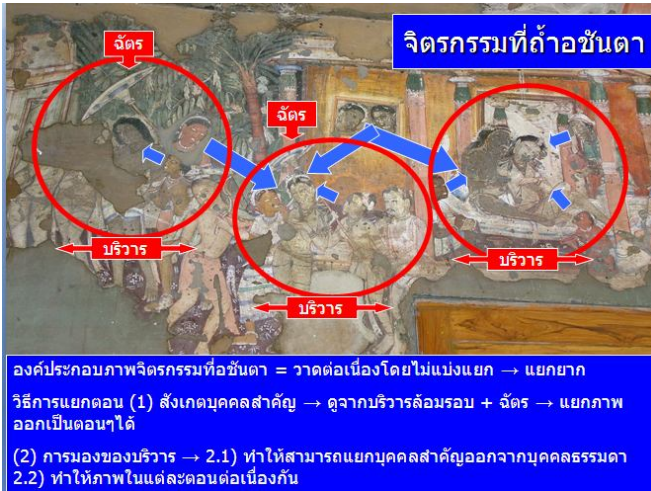 จิตรกรรมที่ถ้ำอชันตา
ฉัตร
ฉัตร
บริวาร
บริวาร
บริวาร
องค์ประกอบภาพจิตรกรรมที่อชันตา = วาดต่อเนื่องโดยไม่แบ่งแยก → แยกยาก
วิธีการแยกตอน (1) สังเกตบุคคลสำคัญ → ดูจากบริวารล้อมรอบ + ฉัตร → แยกภาพ
ออกเป็นตอนๆได้
(2) การมองของบริวาร → 2.1) ทำให้สามารถแยกบุคคลสำคัญออกจากบุคคลธรรมดา
2.2) ทำให้ภาพในแต่ละตอนต่อเนื่องกัน